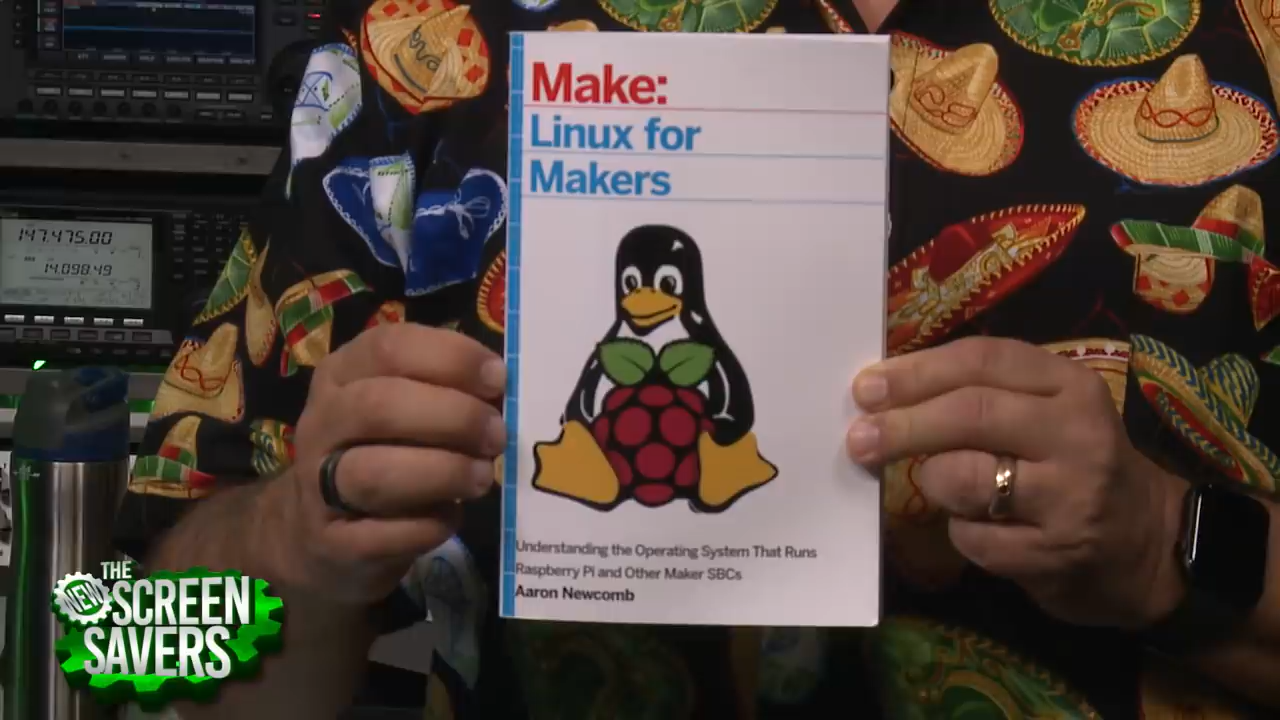 Make:
Linux for
Makers
Understanding the Operating System That Runs
Raspberry Pi and Other Maker SBCs
Aaron Newcomb
147.475.00
14.098.49
THE
NEW
SCREEN
SAVERS